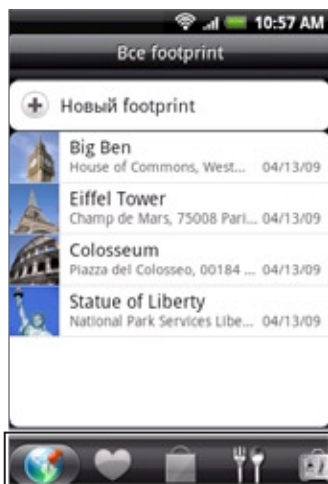 10:57 AM
Все footprint
Новый footprint
Big Ben
House of Commons, West... 04/13/09
Eiffel Tower
Champ de Mars, 75008 Pari... 04/13/09
Colosseum
Piazza del Colosseo, 00184 ... 04/13/09
Statue of Liberty
National Park Services Libe... 04/13/09